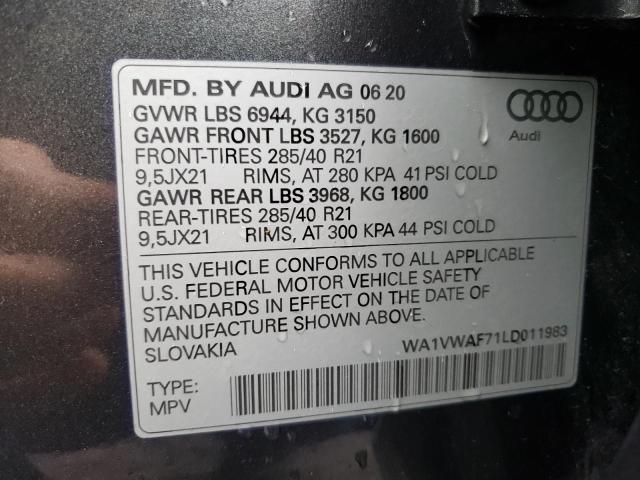 MFD. BY AUDI AG 06 20
GVWR LBS 6944, KG 3150
GAWR FRONT LBS 3527, KG 1600
FRONT-TIRES 285/40 R21
9,5JX21 RIMS, AT 280 KPA 41 PSI COLD
GAWR REAR LBS 3968, KG 1800
REAR-TIRES 285/40 R21
9,5JX21 RIMS, AT 300 KPA 44 PSI COLD
Audi
THIS VEHICLE CONFORMS TO ALL APPLICABLE
U.S. FEDERAL MOTOR VEHICLE SAFETY
STANDARDS IN EFFECT ON THE DATE OF
MANUFACTURE SHOWN ABOVE.
SLOVAKIA
WA1VWAF71LD011983
TYPE:
MPV